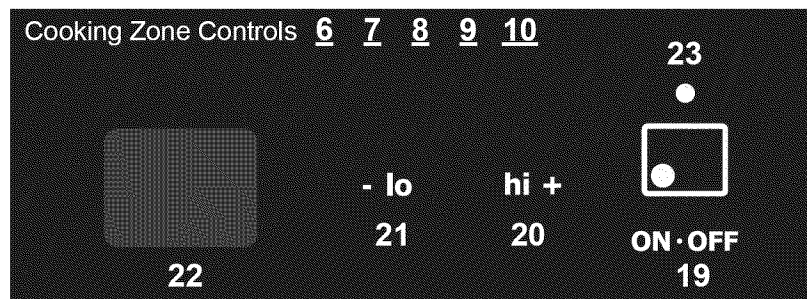 Cooking Zone Controls 6 7 8 9 10
23
- lo hi +
21 20 ON·OFF
22 19